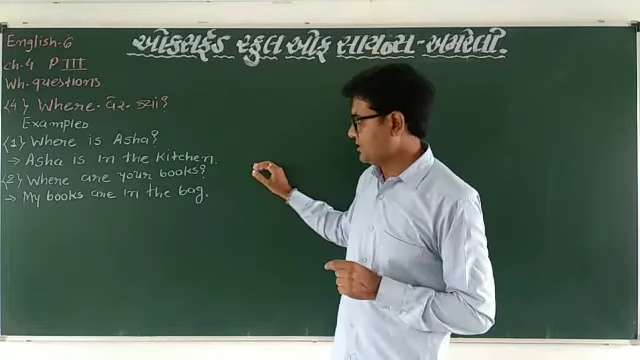 ઓક્સફર્ડ સ્કુલ ઓફ સાયન્સ-અમરેલી.
English-6
ch.4 P III
Wh. questions
(4) Where - વેર - ક્યાં?
Examples
(1) Where is Asha?
→ Asha is in the kitchen.
(2) Where are your books?
→ My books are in the bag.